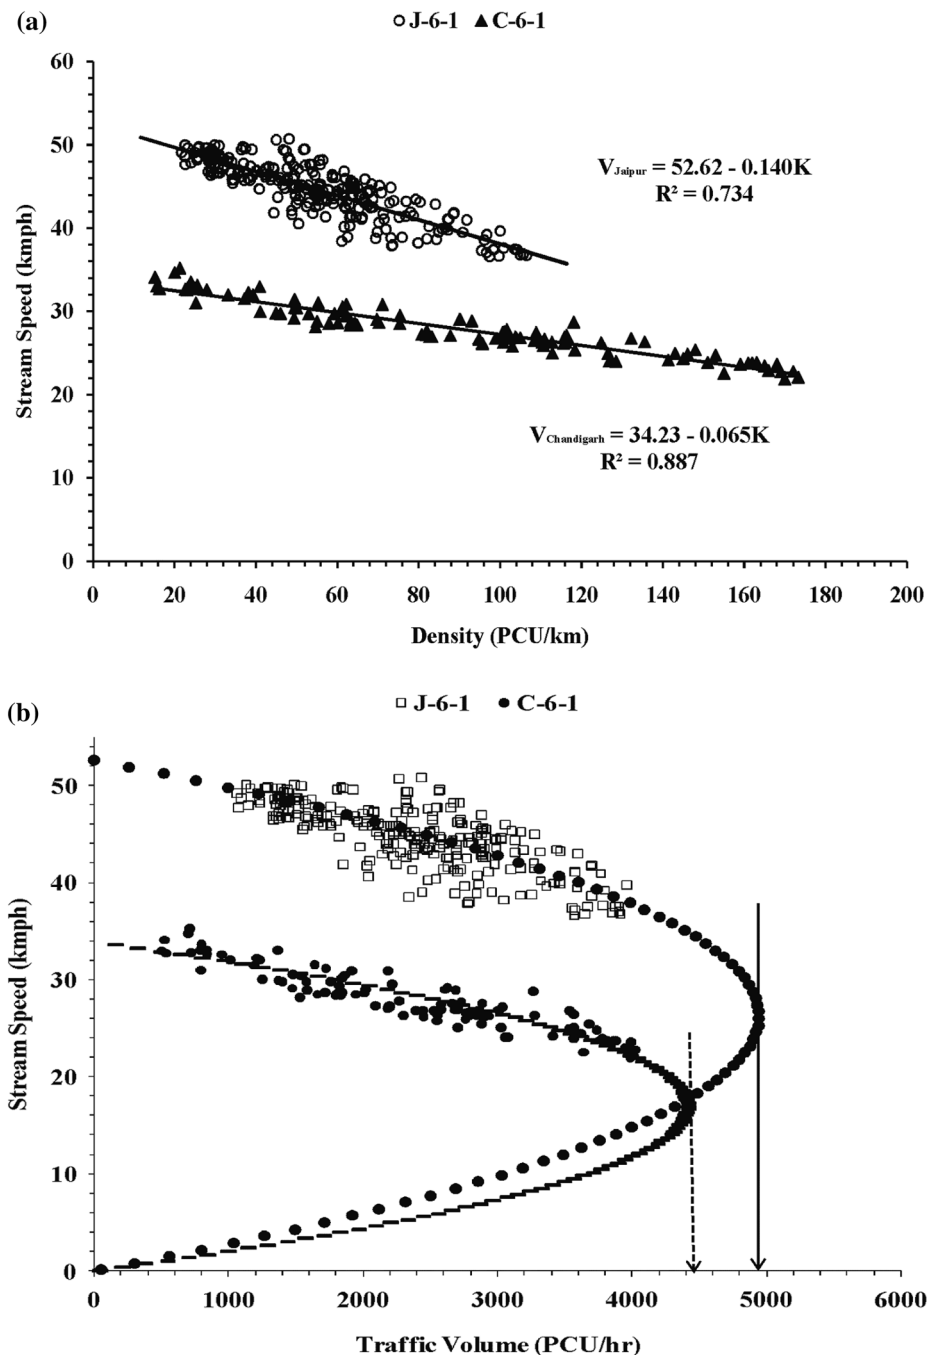 (a)
J-6-1 C-6-1
60
50
40
30
20
10
0
Stream Speed (kmph)
V_Jaipur = 52.62 - 0.140K
R² = 0.734
V_Chandigarh = 34.23 - 0.065K
R² = 0.887
0 20 40 60 80 100 120 140 160 180 200
Density (PCU/km)
(b)
J-6-1 C-6-1
50
40
30
20
10
0
Stream Speed (kmph)
0 1000 2000 3000 4000 5000 6000
Traffic Volume (PCU/hr)